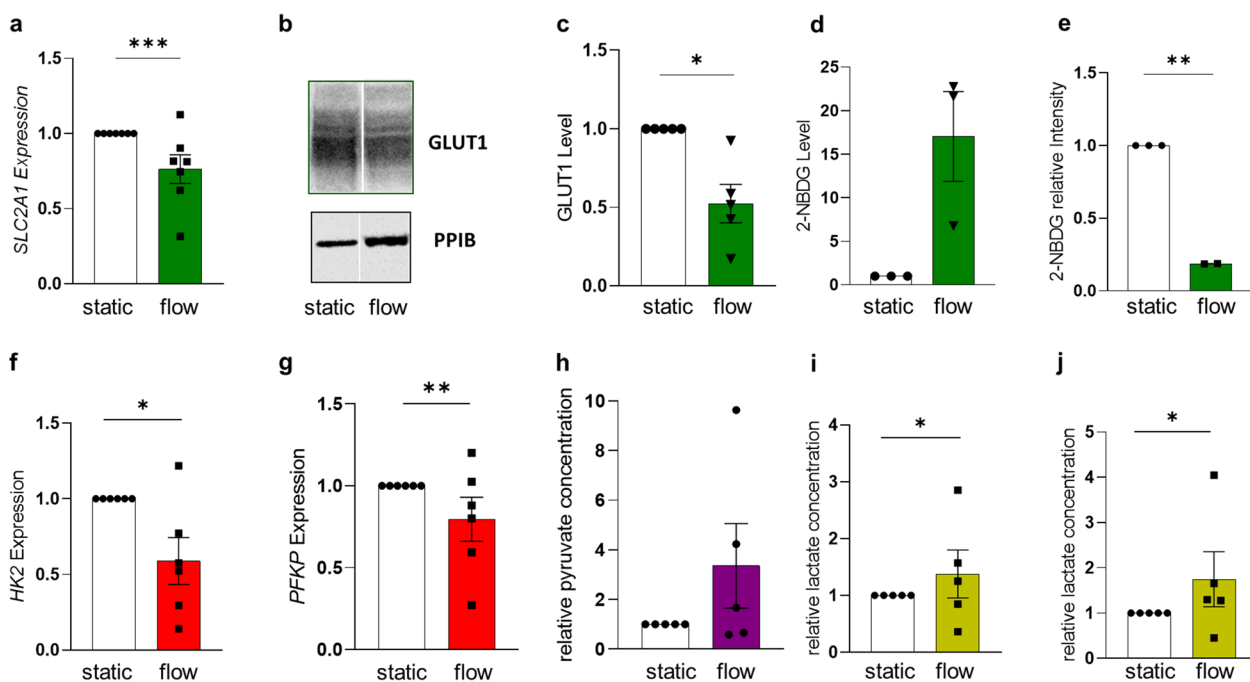 a
***
SLC2A1 Expression
1.5
1.0
0.5
0.0
static flow
b
GLUT1
PPIB
static flow
c
*
GLUT1 Level
1.5
1.0
0.5
0.0
static flow
d
2-NBDG Level
25
20
15
10
5
0
static flow
e
**
2-NBDG relative Intensity
1.5
1.0
0.5
0.0
static flow
f
*
HK2 Expression
1.5
1.0
0.5
0.0
static flow
g
**
PFKP Expression
1.5
1.0
0.5
0.0
static flow
h
relative pyruvate concentration
10
8
6
4
2
0
static flow
i
*
relative lactate concentration
4
3
2
1
0
static flow
j
*
relative lactate concentration
5
4
3
2
1
0
static flow